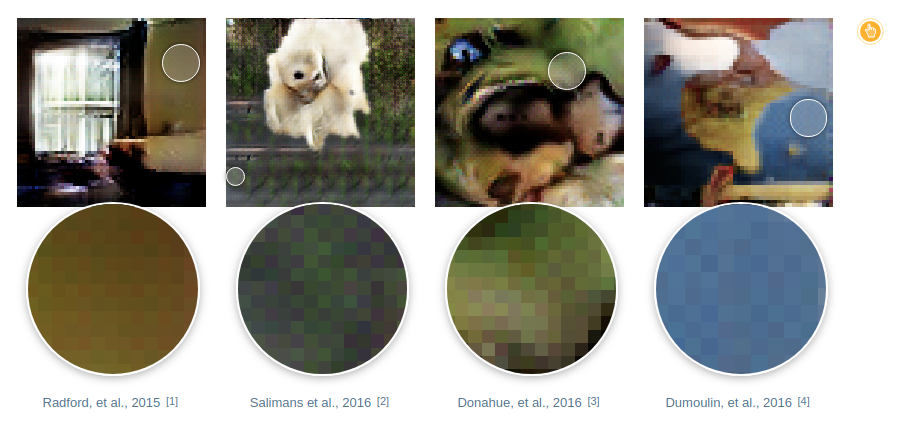 Radford, et al., 2015 [1]
Salimans et al., 2016 [2]
Donahue, et al., 2016 [3]
Dumoulin, et al., 2016 [4]